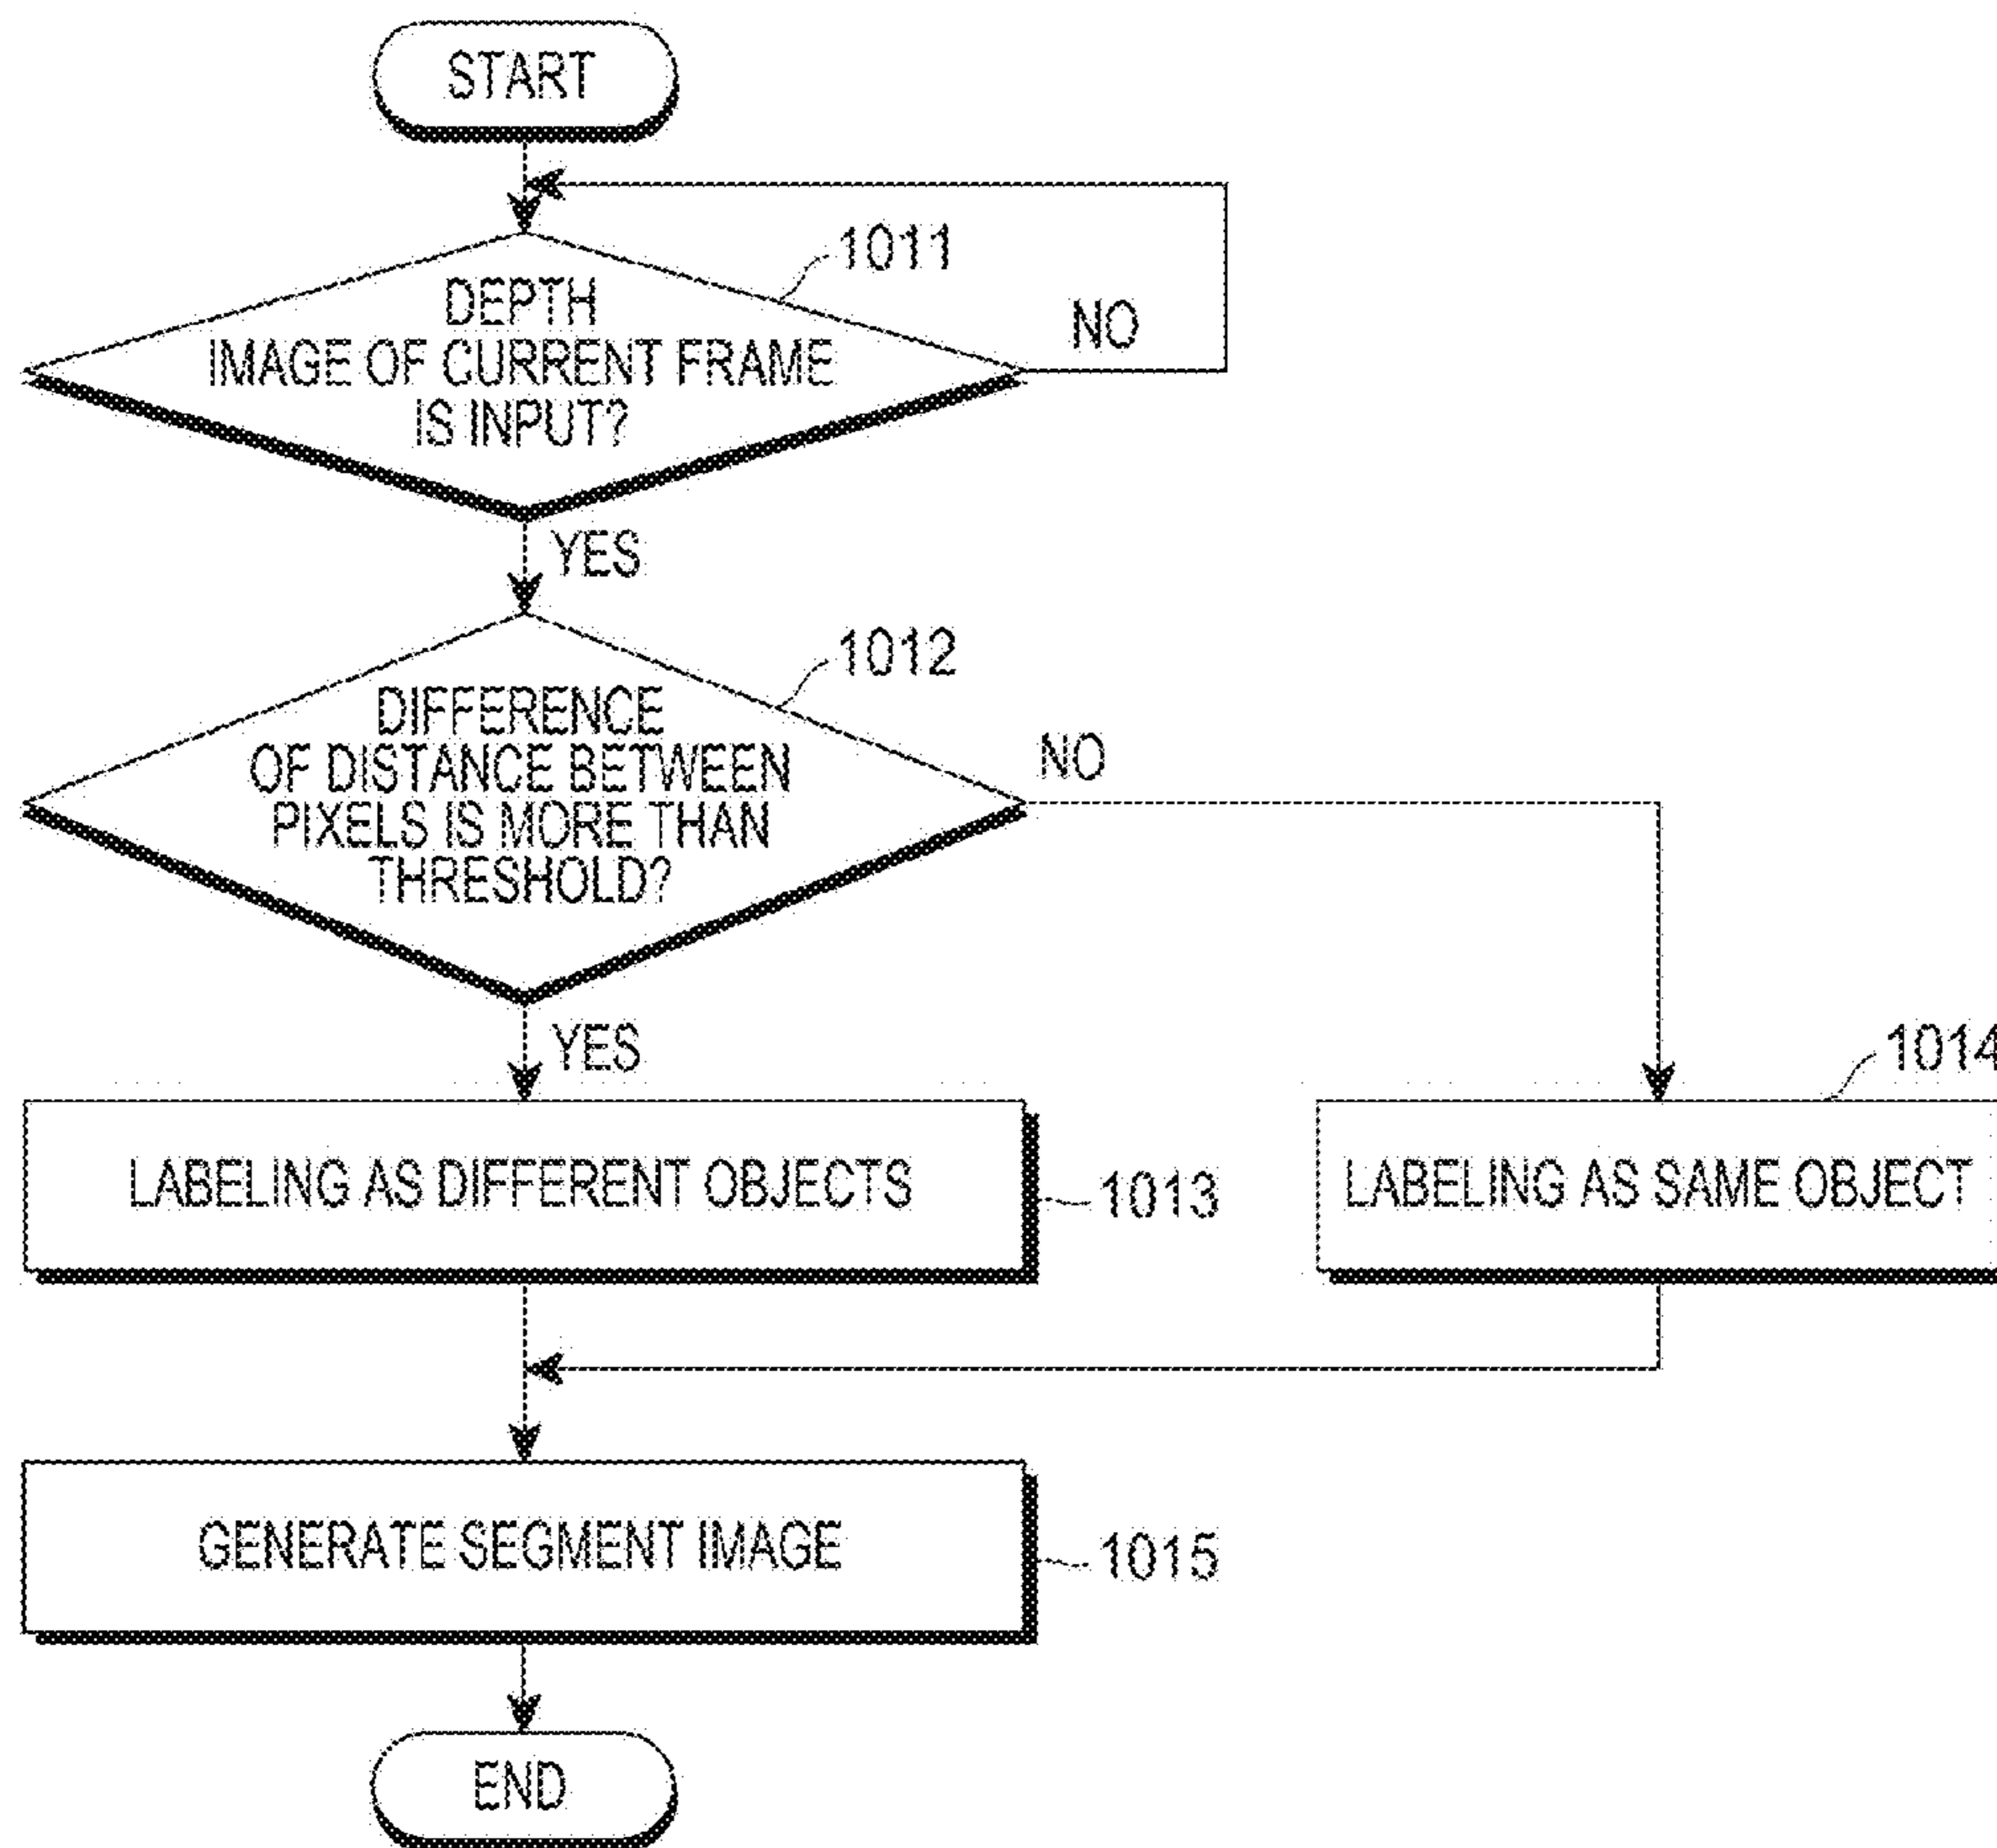 START
1011
DEPTH
IMAGE OF CURRENT FRAME
IS INPUT?
NO
YES
1012
DIFFERENCE
OF DISTANCE BETWEEN
PIXELS IS MORE THAN
THRESHOLD?
NO
YES
1014
LABELING AS DIFFERENT OBJECTS
1013
LABELING AS SAME OBJECT
GENERATE SEGMENT IMAGE
1015
END